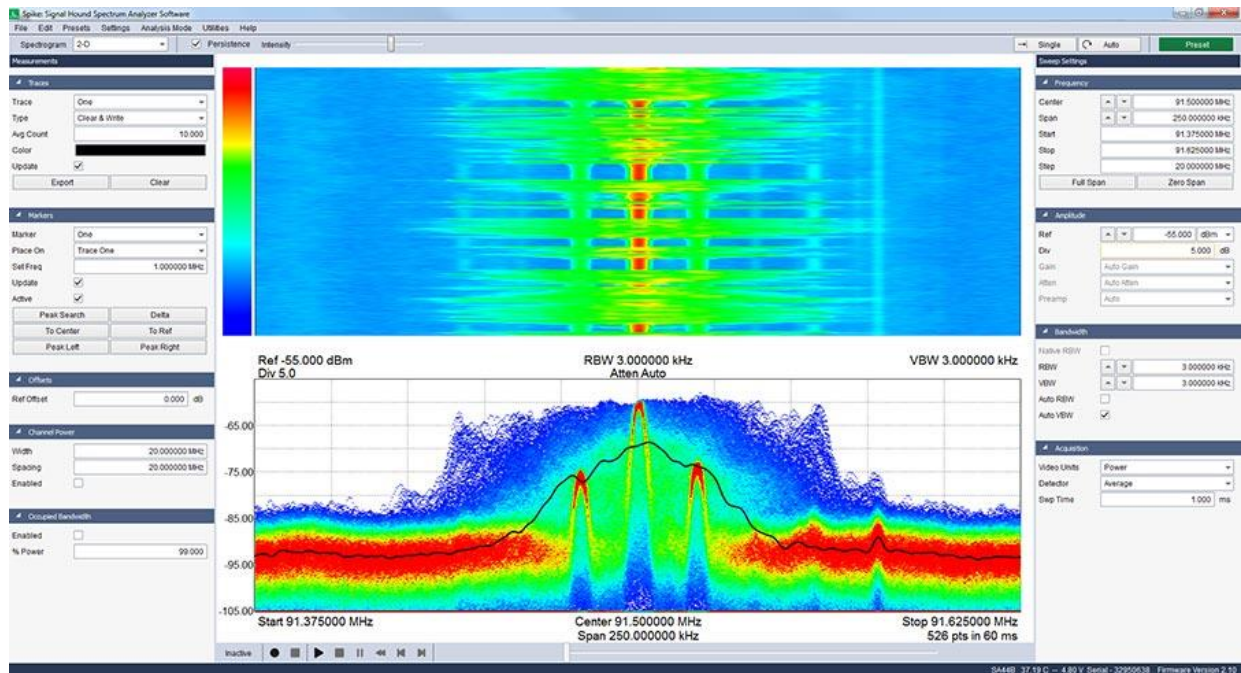 Spike: Signal Hound Spectrum Analyzer Software
File Edit Presets Settings Analysis Mode Utilities Help
Spectrogram 2-D Persistence Intensity Single Auto Preset
Measurements
Traces
Trace One
Type Clear & Write
Avg Count 10.000
Color
Update
Export Clear
Markers
Marker One
Place On Trace One
Set Freq 1.000000 MHz
Update
Active
Peak Search Delta
To Center To Ref
Peak Left Peak Right
Offsets
Ref Offset 0.000 dB
Channel Power
Width 20.000000 MHz
Spacing 20.000000 MHz
Enabled
Occupied Bandwidth
Enabled
% Power 99.000
Ref -55.000 dBm RBW 3.000000 kHz VBW 3.000000 kHz
Div 5.0 Atten Auto
-65.00
-75.00
-85.00
-95.00
-105.00
Start 91.375000 MHz Center 91.500000 MHz Stop 91.625000 MHz
Span 250.000000 kHz 526 pts in 60 ms
Inactive
Sweep Settings
Frequency
Center 91.500000 MHz
Span 250.000000 kHz
Start 91.375000 MHz
Stop 91.625000 MHz
Step 20.000000 MHz
Full Span Zero Span
Amplitude
Ref -55.000 dBm
Div 5.000 dB
Gain Auto Gain
Atten Auto Atten
Preamp Auto
Bandwidth
Native RBW
RBW 3.000000 kHz
VBW 3.000000 kHz
Auto RBW
Auto VBW
Acquisition
Video Units Power
Detector Average
Swp Time 1.000 ms
SA44B 37.19 C -- 4.80 V Serial - 32950638 Firmware Version 2.10